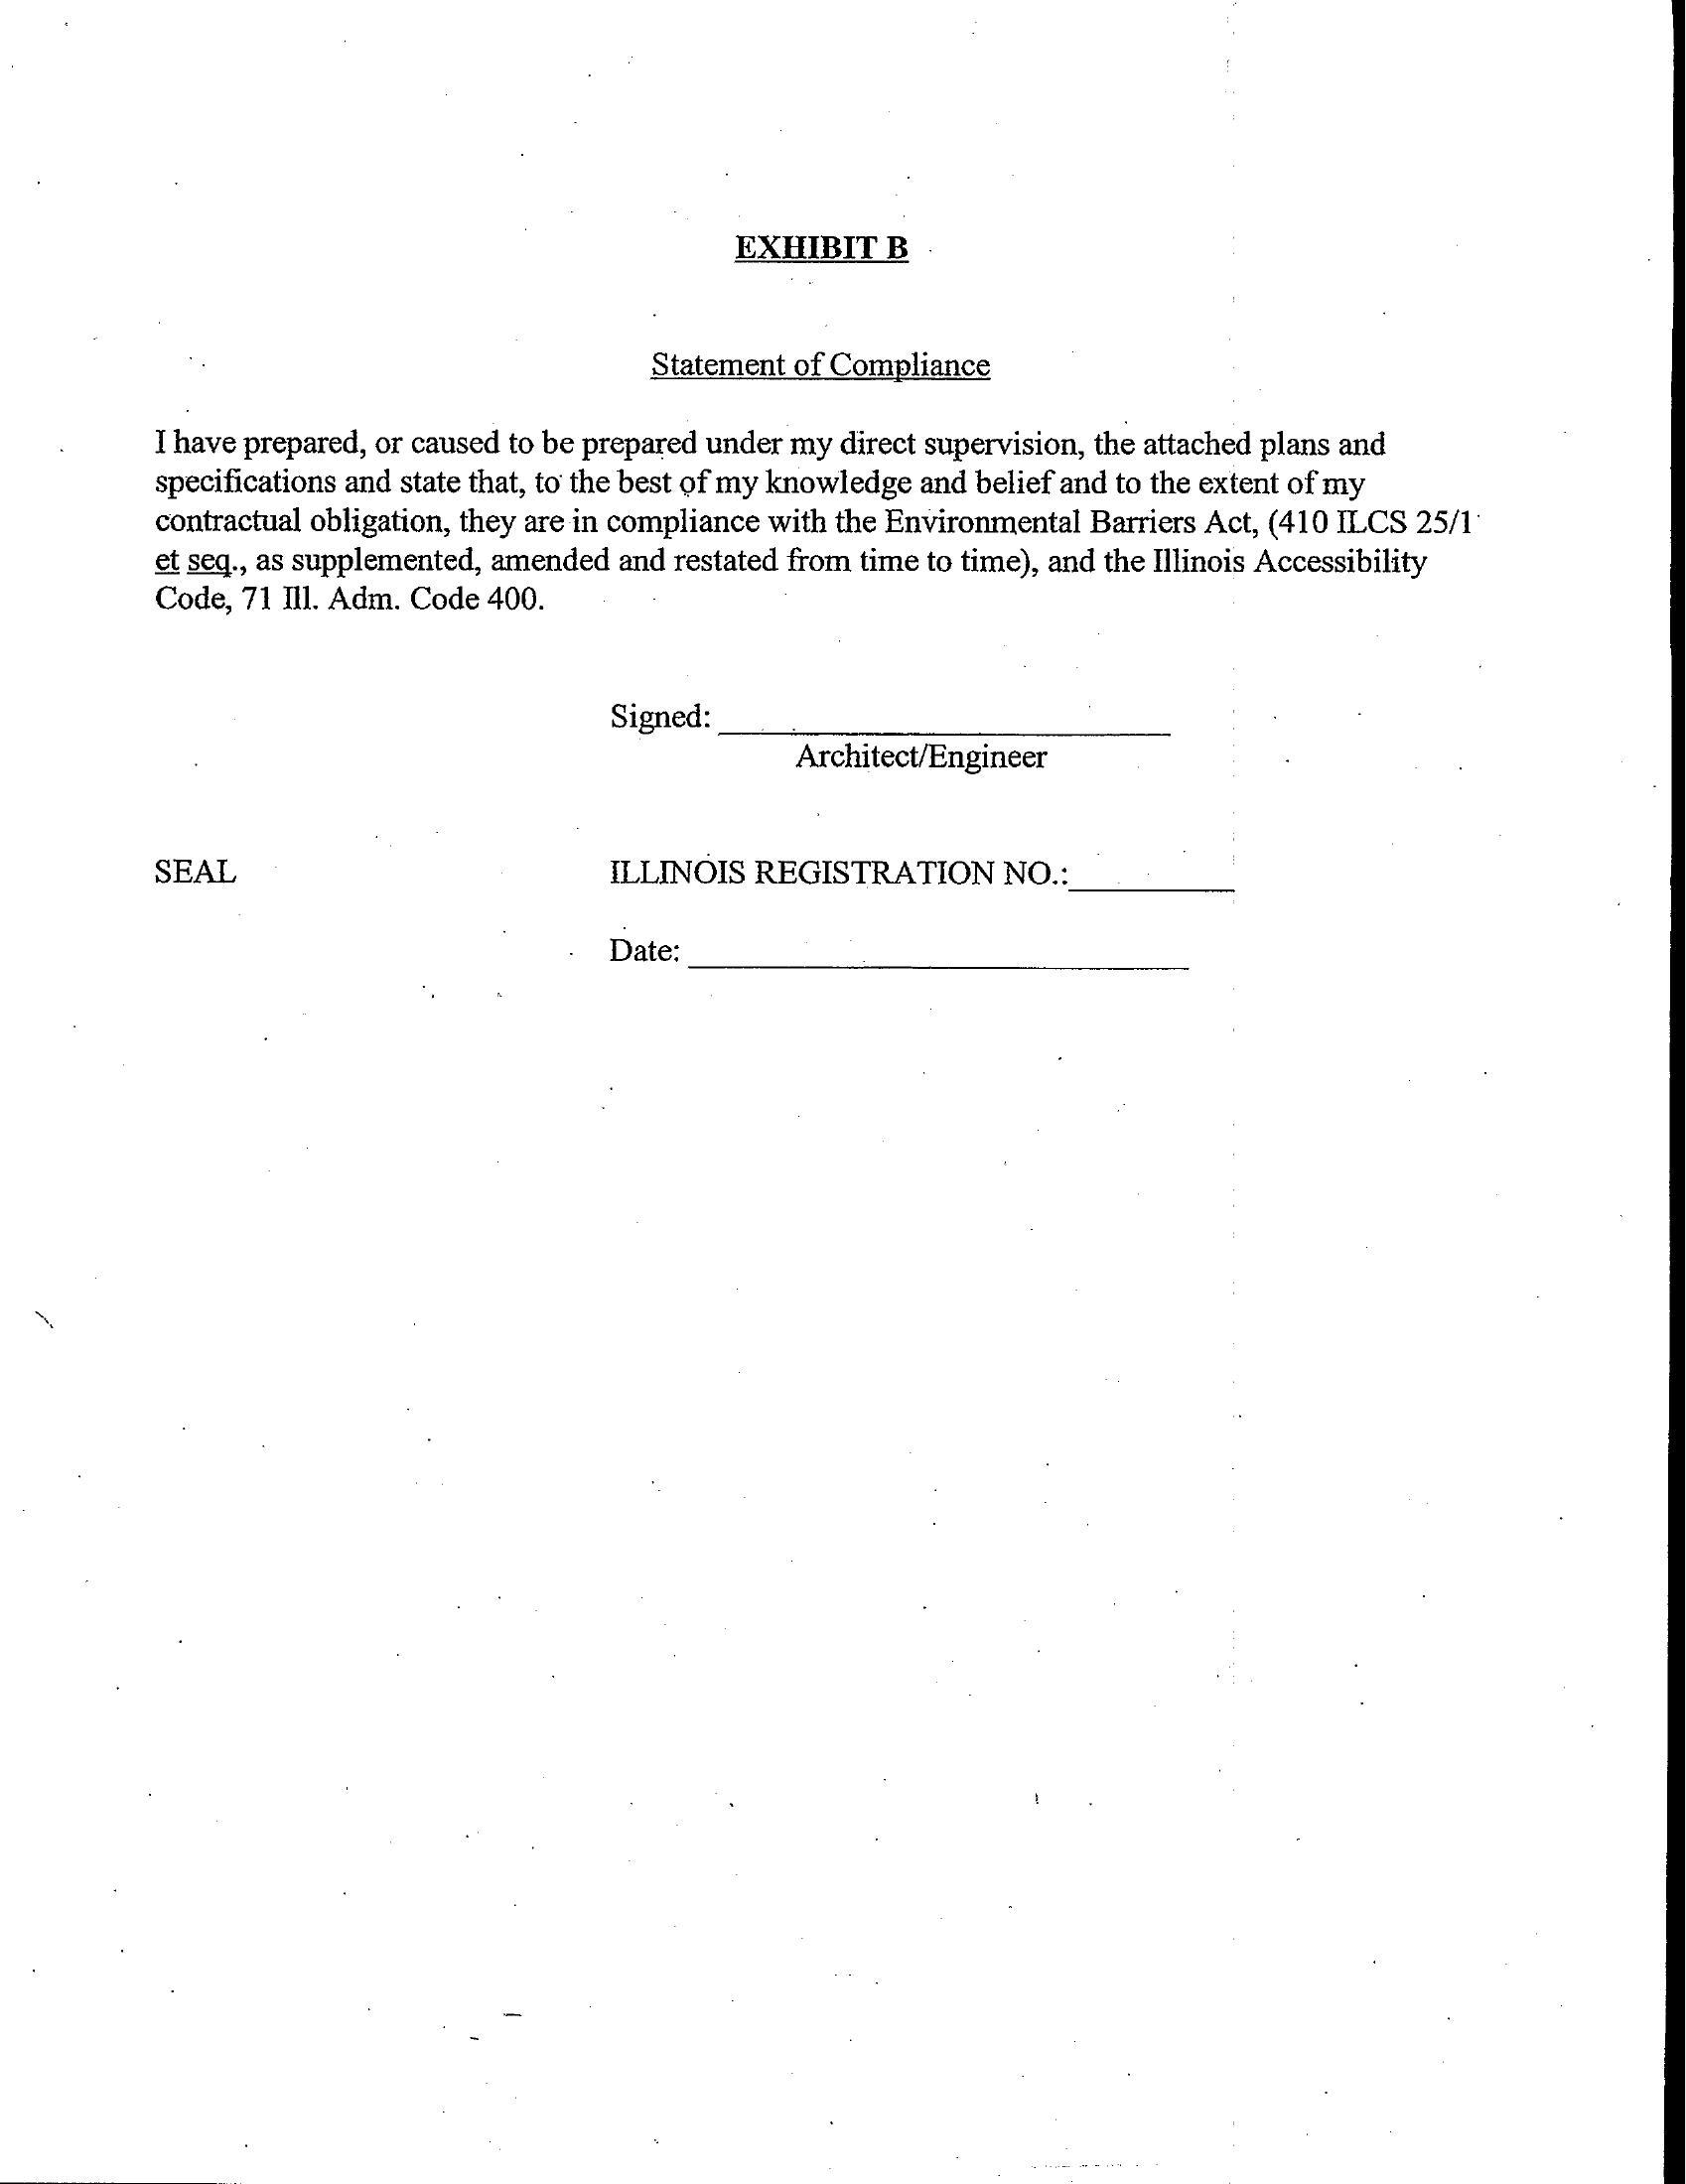 EXHIBIT B
Statement of Compliance
I have prepared, or caused to be prepared under my direct supervision, the attached plans and
specifications and state that, to the best of my knowledge and belief and to the extent of my
contractual obligation, they are in compliance with the Environmental Barriers Act, (410 ILCS 25/1
et seq., as supplemented, amended and restated from time to time), and the Illinois Accessibility
Code, 71 Ill. Adm. Code 400.
Signed:
Architect/Engineer
SEAL ILLINOIS REGISTRATION NO.:
Date: